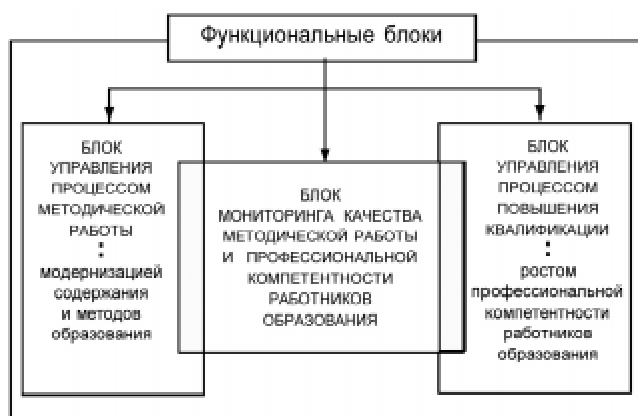 Функциональные блоки
БЛОК
УПРАВЛЕНИЯ
ПРОЦЕССОМ
МЕТОДИЧЕСКОЙ
РАБОТЫ
:
модернизацией
содержания
и методов
образования
БЛОК
МОНИТОРИНГА КАЧЕСТВА
МЕТОДИЧЕСКОЙ РАБОТЫ
И ПРОФЕССИОНАЛЬНОЙ
КОМПЕТЕНТНОСТИ
РАБОТНИКОВ
ОБРАЗОВАНИЯ
БЛОК
УПРАВЛЕНИЯ
ПРОЦЕССОМ
ПОВЫШЕНИЯ
КВАЛИФИКАЦИИ
:
ростом
профессиональной
компетентности
работников
образования